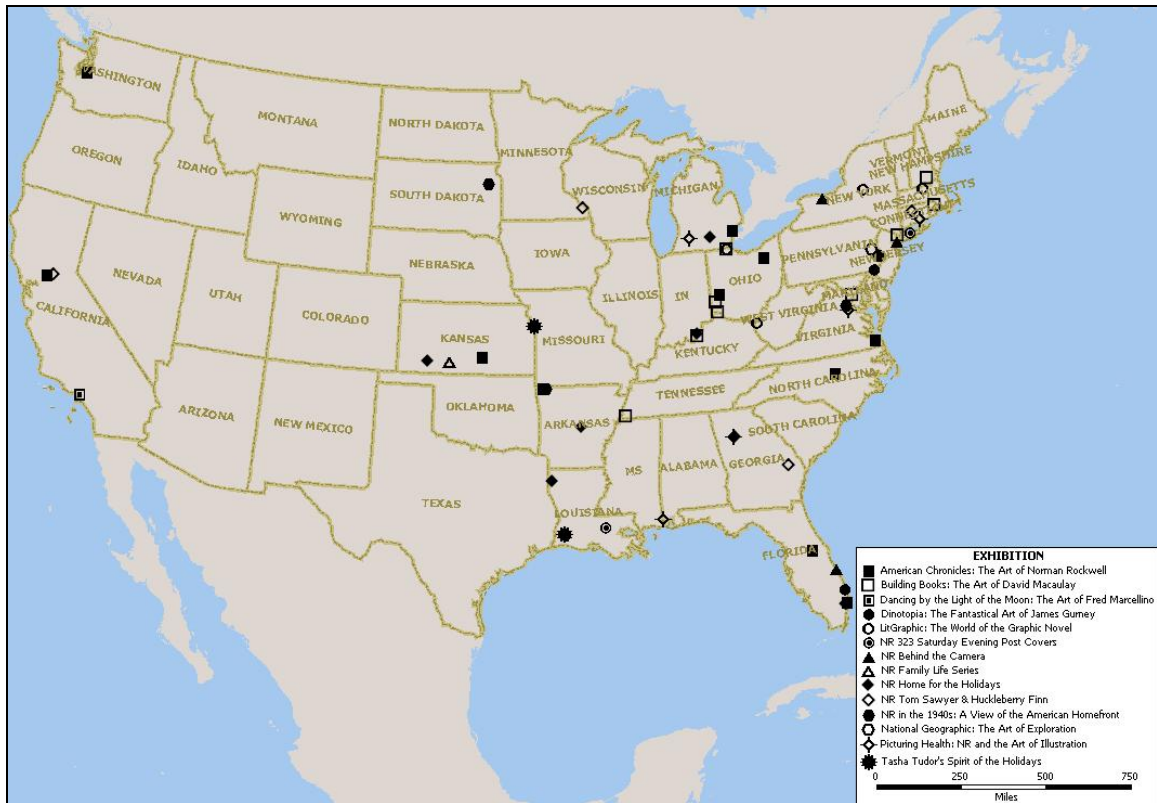 WASHINGTON
MONTANA
NORTH DAKOTA
MINNESOTA
MAINE
OREGON
IDAHO
SOUTH DAKOTA
WISCONSIN
MICHIGAN
VERMONT
NEW HAMPSHIRE
NEW YORK
MASSACHUSETTS
WYOMING
IOWA
PENNSYLVANIA
NEW JERSEY
NEBRASKA
NEVADA
UTAH
ILLINOIS
IN
OHIO
CALIFORNIA
COLORADO
KANSAS
MISSOURI
WEST VIRGINIA
VIRGINIA
KENTUCKY
ARIZONA
NEW MEXICO
OKLAHOMA
ARKANSAS
TENNESSEE
NORTH CAROLINA
SOUTH CAROLINA
TEXAS
MS
ALABAMA
GEORGIA
LOUISIANA
FLORIDA
EXHIBITION
American Chronicles: The Art of Norman Rockwell
Building Books: The Art of David Macaulay
Dancing by the Light of the Moon: The Art of Fred Marcellino
Dinotopia: The Fantastical Art of James Gurney
LitGraphic: The World of the Graphic Novel
NR 323 Saturday Evening Post Covers
NR Behind the Camera
NR Family Life Series
NR Home for the Holidays
NR Tom Sawyer & Huckleberry Finn
NR in the 1940s: A View of the American Homefront
National Geographic: The Art of Exploration
Picturing Health: NR and the Art of Illustration
Tasha Tudor's Spirit of the Holidays
0 250 500 750
Miles